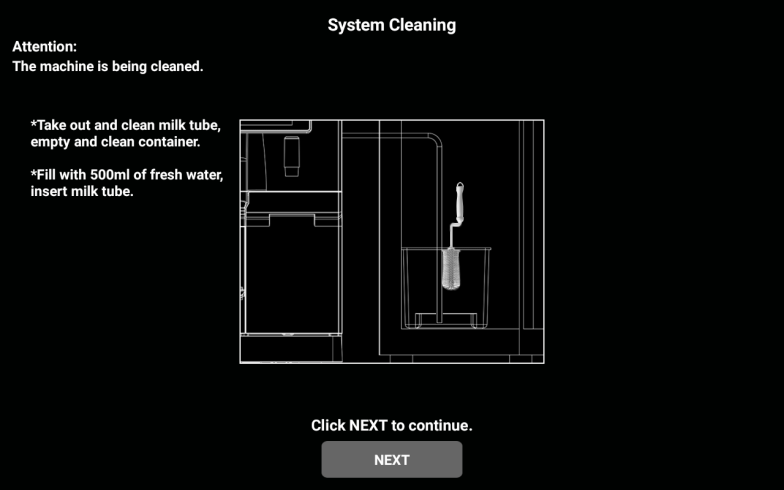 System Cleaning
Attention:
The machine is being cleaned.
*Take out and clean milk tube,
empty and clean container.
*Fill with 500ml of fresh water,
insert milk tube.
Click NEXT to continue.
NEXT